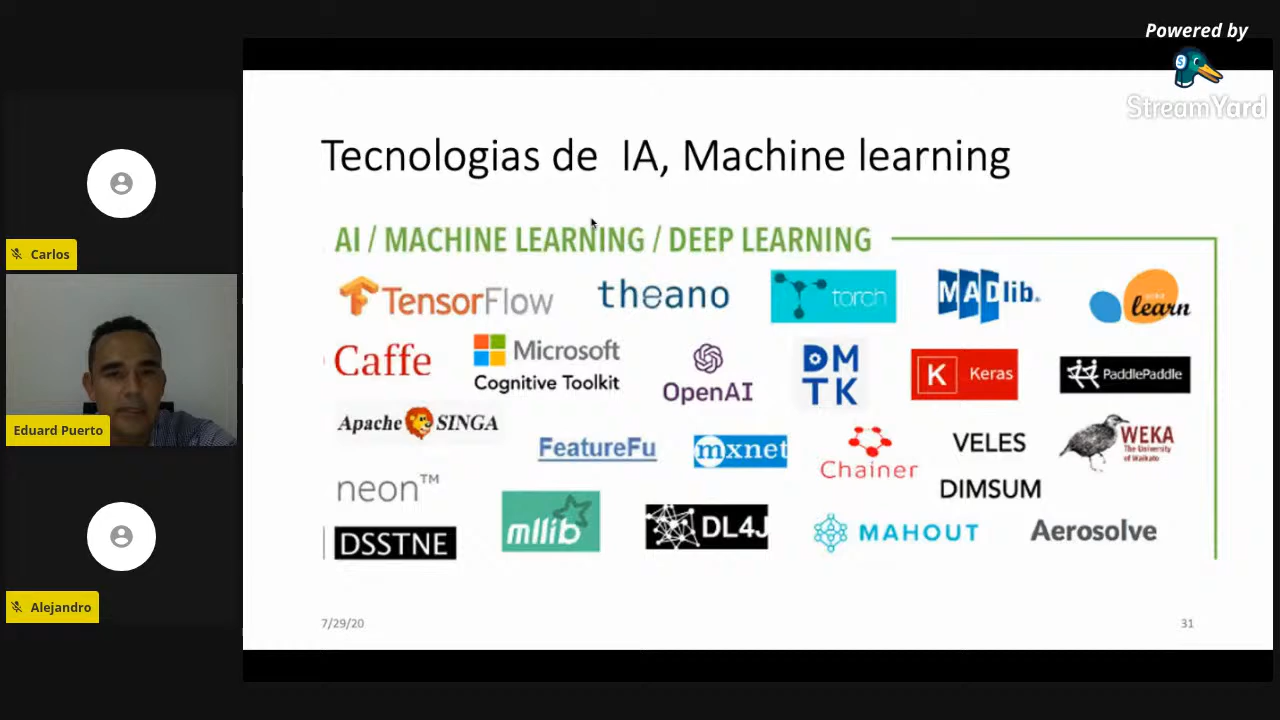 Powered by
StreamYard
Tecnologias de  IA, Machine learning
AI / MACHINE LEARNING / DEEP LEARNING
TensorFlow
theano
torch
MADlib.
learn
Caffe
Microsoft
Cognitive Toolkit
OpenAI
DM
TK
K Keras
PaddlePaddle
Apache SINGA
FeatureFu
mxnet
Chainer
VELES
WEKA
The University
of Waikato
neon™
DIMSUM
DSSTNE
mllib
DL4J
MAHOUT
Aerosolve
7/29/20
31
Carlos
Eduard Puerto
Alejandro